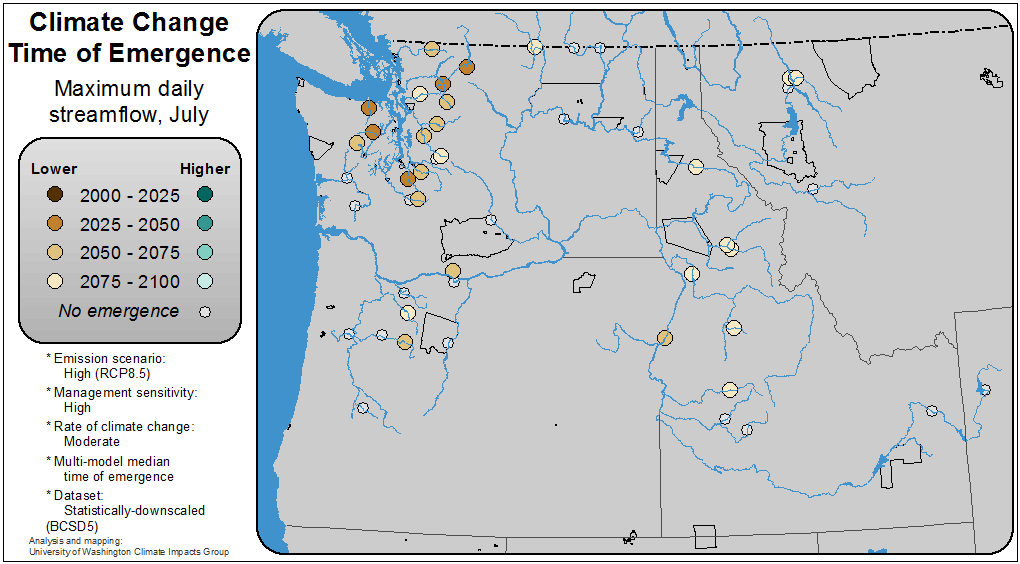 Climate Change
Time of Emergence
Maximum daily
streamflow, July
Lower Higher
2000 - 2025
2025 - 2050
2050 - 2075
2075 - 2100
No emergence
* Emission scenario:
High (RCP8.5)
* Management sensitivity:
High
* Rate of climate change:
Moderate
* Multi-model median
time of emergence
* Dataset:
Statistically-downscaled
(BCSD5)
Analysis and mapping:
University of Washington Climate Impacts Group